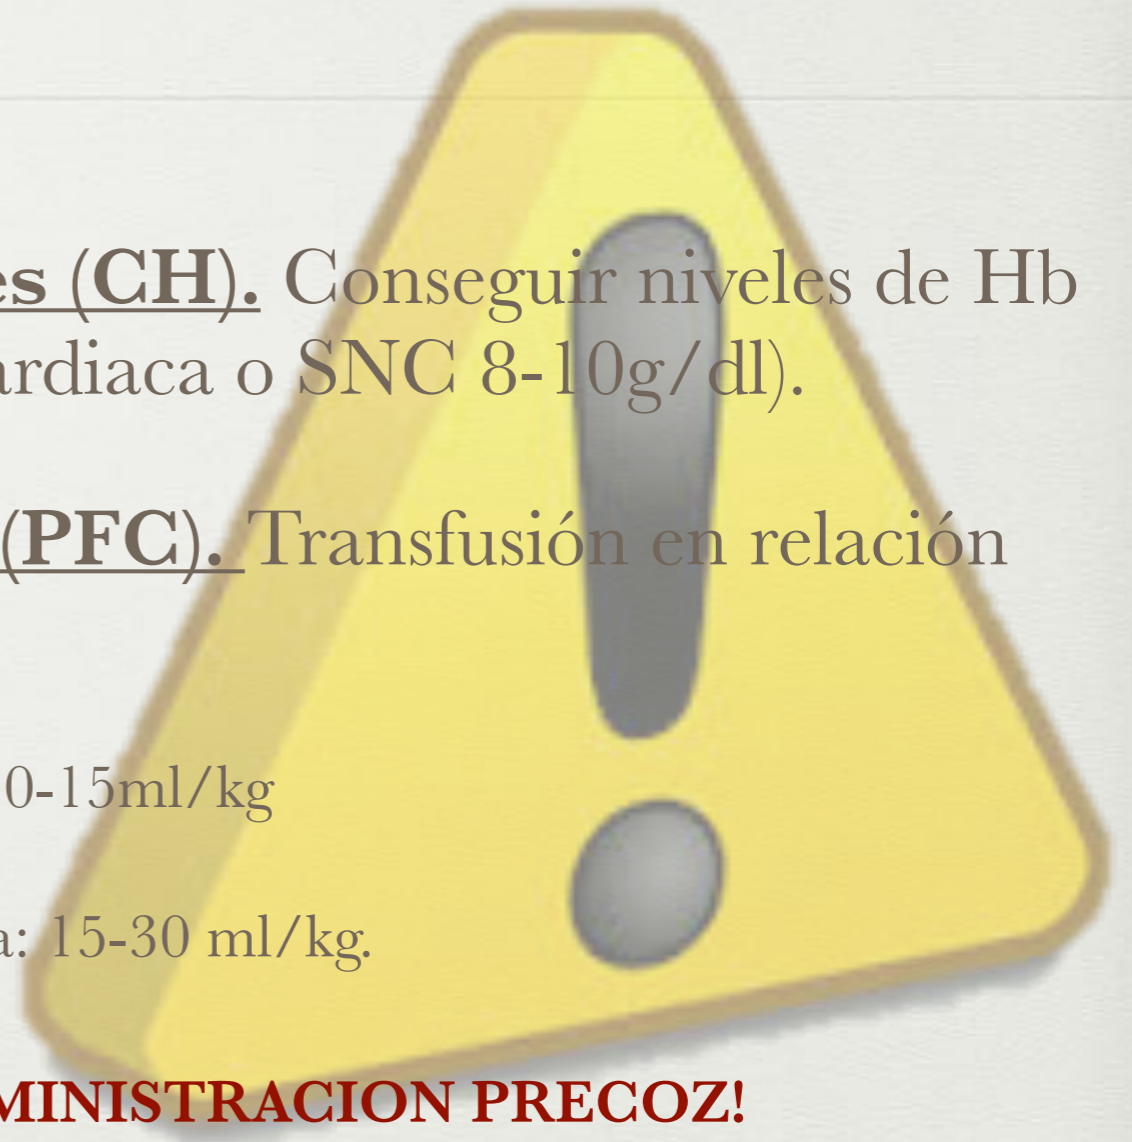 es (CH). Conseguir niveles de Hb
ardiaca o SNC 8-10g/dl).
(PFC). Transfusión en relación
0-15ml/kg
a: 15-30 ml/kg.
MINISTRACION PRECOZ!